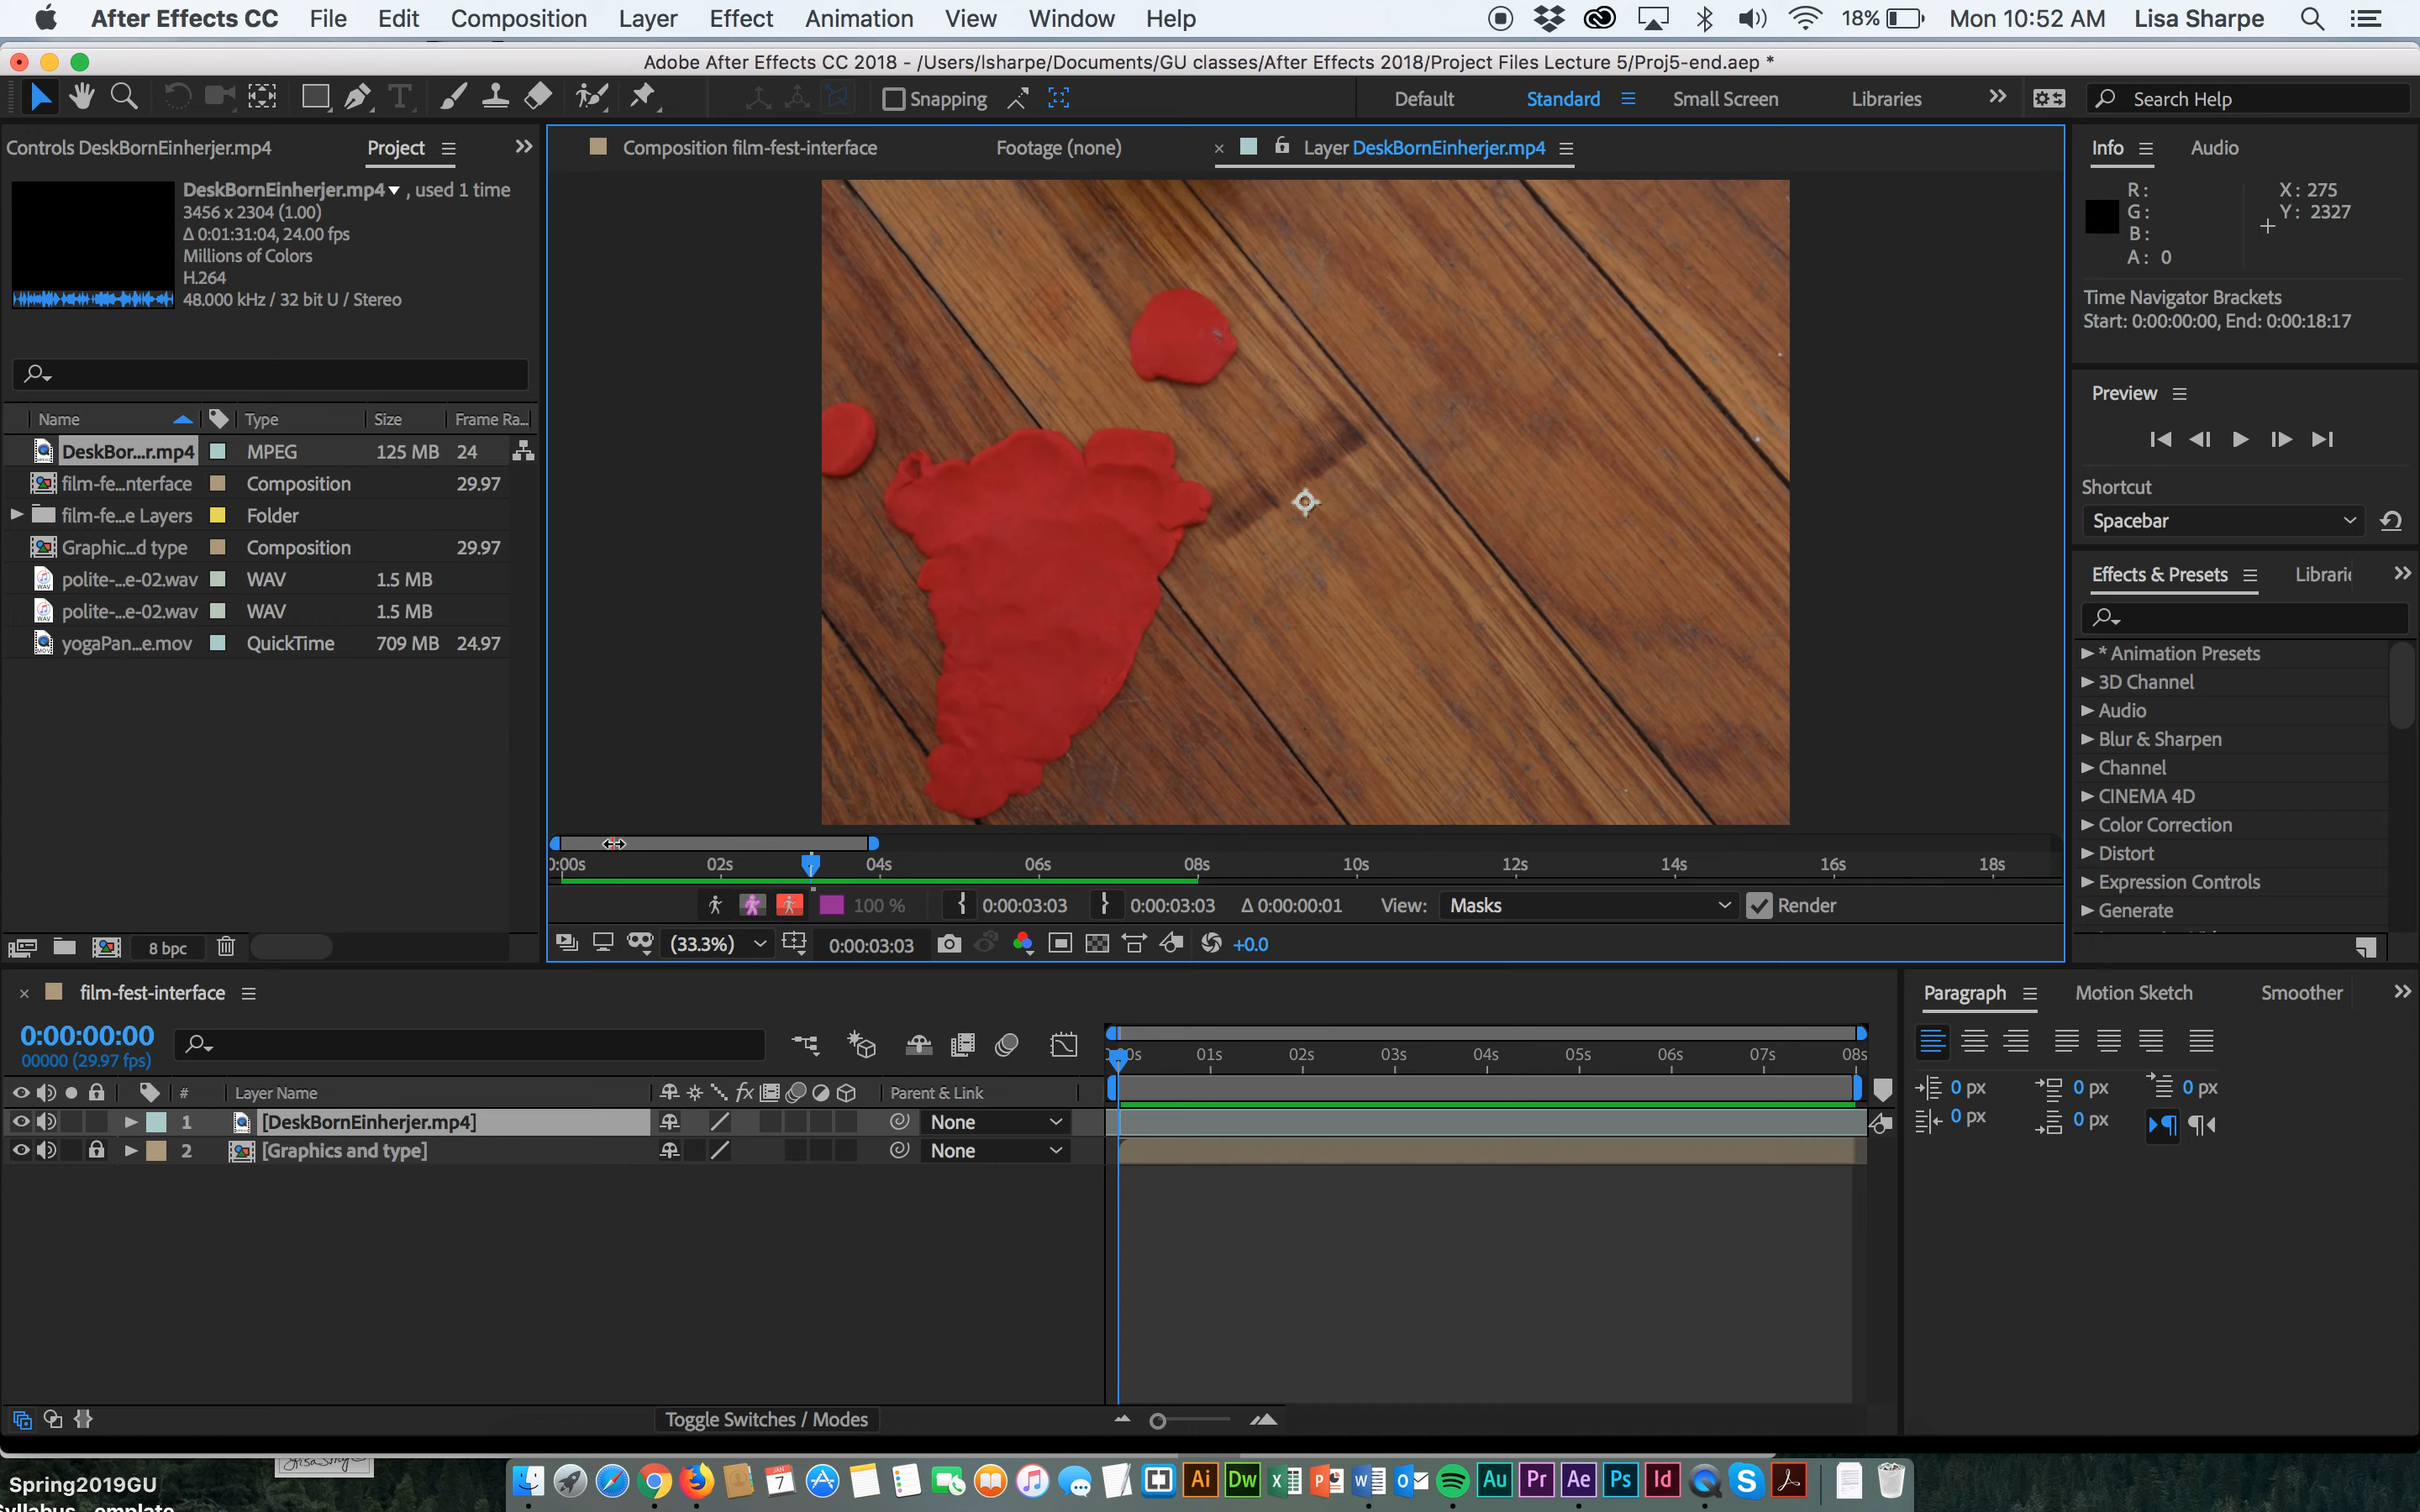 After Effects CC File Edit Composition Layer Effect Animation View Window Help 18% Mon 10:52 AM Lisa Sharpe
Adobe After Effects CC 2018 - /Users/lsharpe/Documents/GU classes/After Effects 2018/Project Files Lecture 5/Proj5-end.aep *
Snapping Default Standard Small Screen Libraries Search Help
Controls DeskBornEinherjer.mp4 Project
Composition film-fest-interface Footage (none) Layer DeskBornEinherjer.mp4
Info Audio
DeskBornEinherjer.mp4 , used 1 time
3456 x 2304 (1.00)
Δ 0:01:31:04, 24.00 fps
Millions of Colors
H.264
48.000 kHz / 32 bit U / Stereo
R: X: 275
G: Y: 2327
B:
A: 0
Time Navigator Brackets
Start: 0:00:00:00, End: 0:00:18:17
Preview
Shortcut
Spacebar
Name Type Size Frame Ra...
DeskBor...r.mp4 MPEG 125 MB 24
film-fe...nterface Composition 29.97
film-fe...e Layers Folder
Graphic...d type Composition 29.97
polite-...e-02.wav WAV 1.5 MB
polite-...e-02.wav WAV 1.5 MB
yogaPan...e.mov QuickTime 709 MB 24.97
8 bpc
Effects & Presets Librarie
* Animation Presets
3D Channel
Audio
Blur & Sharpen
Channel
CINEMA 4D
Color Correction
Distort
Expression Controls
Generate
0:00s 02s 04s 06s 08s 10s 12s 14s 16s 18s
100 % 0:00:03:03 0:00:03:03 Δ 0:00:00:01 View: Masks Render
(33.3%) 0:00:03:03 +0.0
film-fest-interface
0:00:00:00
00000 (29.97 fps)
01s 02s 03s 04s 05s 06s 07s 08s
# Layer Name fx Parent & Link
1 [DeskBornEinherjer.mp4] None
2 [Graphics and type] None
Toggle Switches / Modes
Paragraph Motion Sketch Smoother
0 px 0 px 0 px
0 px 0 px
Spring2019GU
7 Ai Dw Au Pr Ae Ps Id